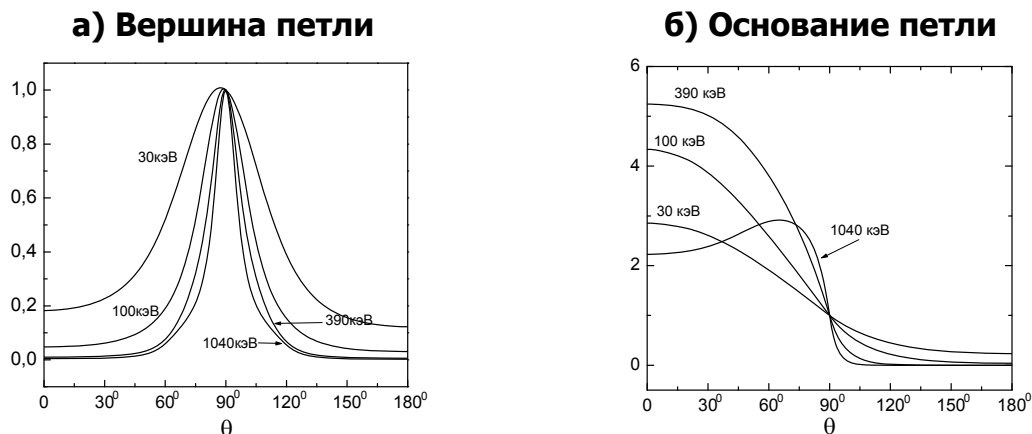 а) Вершина петли
б) Основание петли
1,0
0,8
0,6
0,4
0,2
0,0
30кэВ
100кэВ
390кэВ
1040кэВ
0 30⁰ 60⁰ 90⁰ 120⁰ 150⁰ 180⁰
θ
6
4
2
0
390 кэВ
100 кэВ
30 кэВ
1040 кэВ
0 30⁰ 60⁰ 90⁰ 120⁰ 150⁰ 180⁰
θ